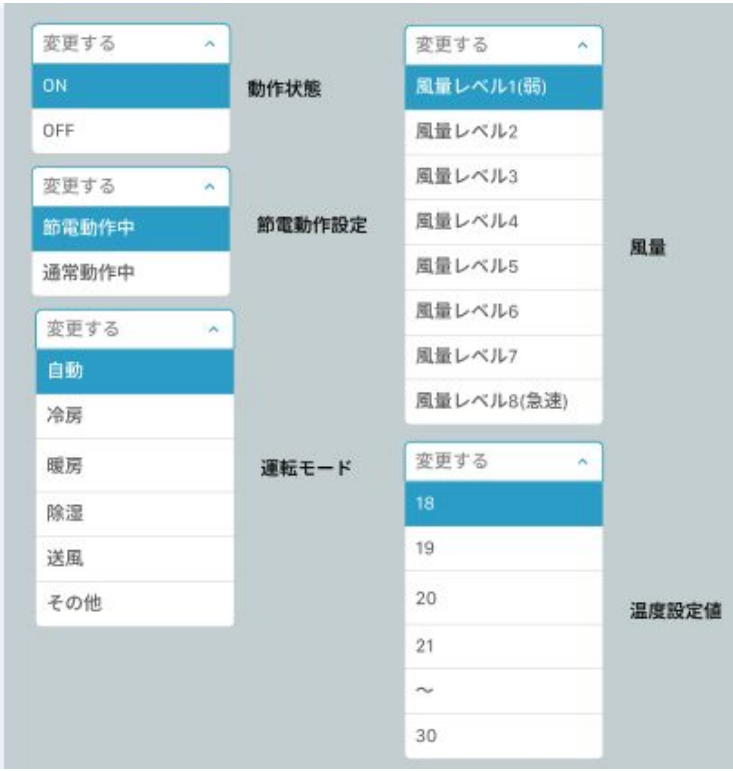 変更する
ON
OFF
動作状態
変更する
節電動作中
通常動作中
節電動作設定
変更する
自動
冷房
暖房
除湿
送風
その他
運転モード
変更する
風量レベル1(弱)
風量レベル2
風量レベル3
風量レベル4
風量レベル5
風量レベル6
風量レベル7
風量レベル8(急速)
風量
変更する
18
19
20
21
～
30
温度設定値